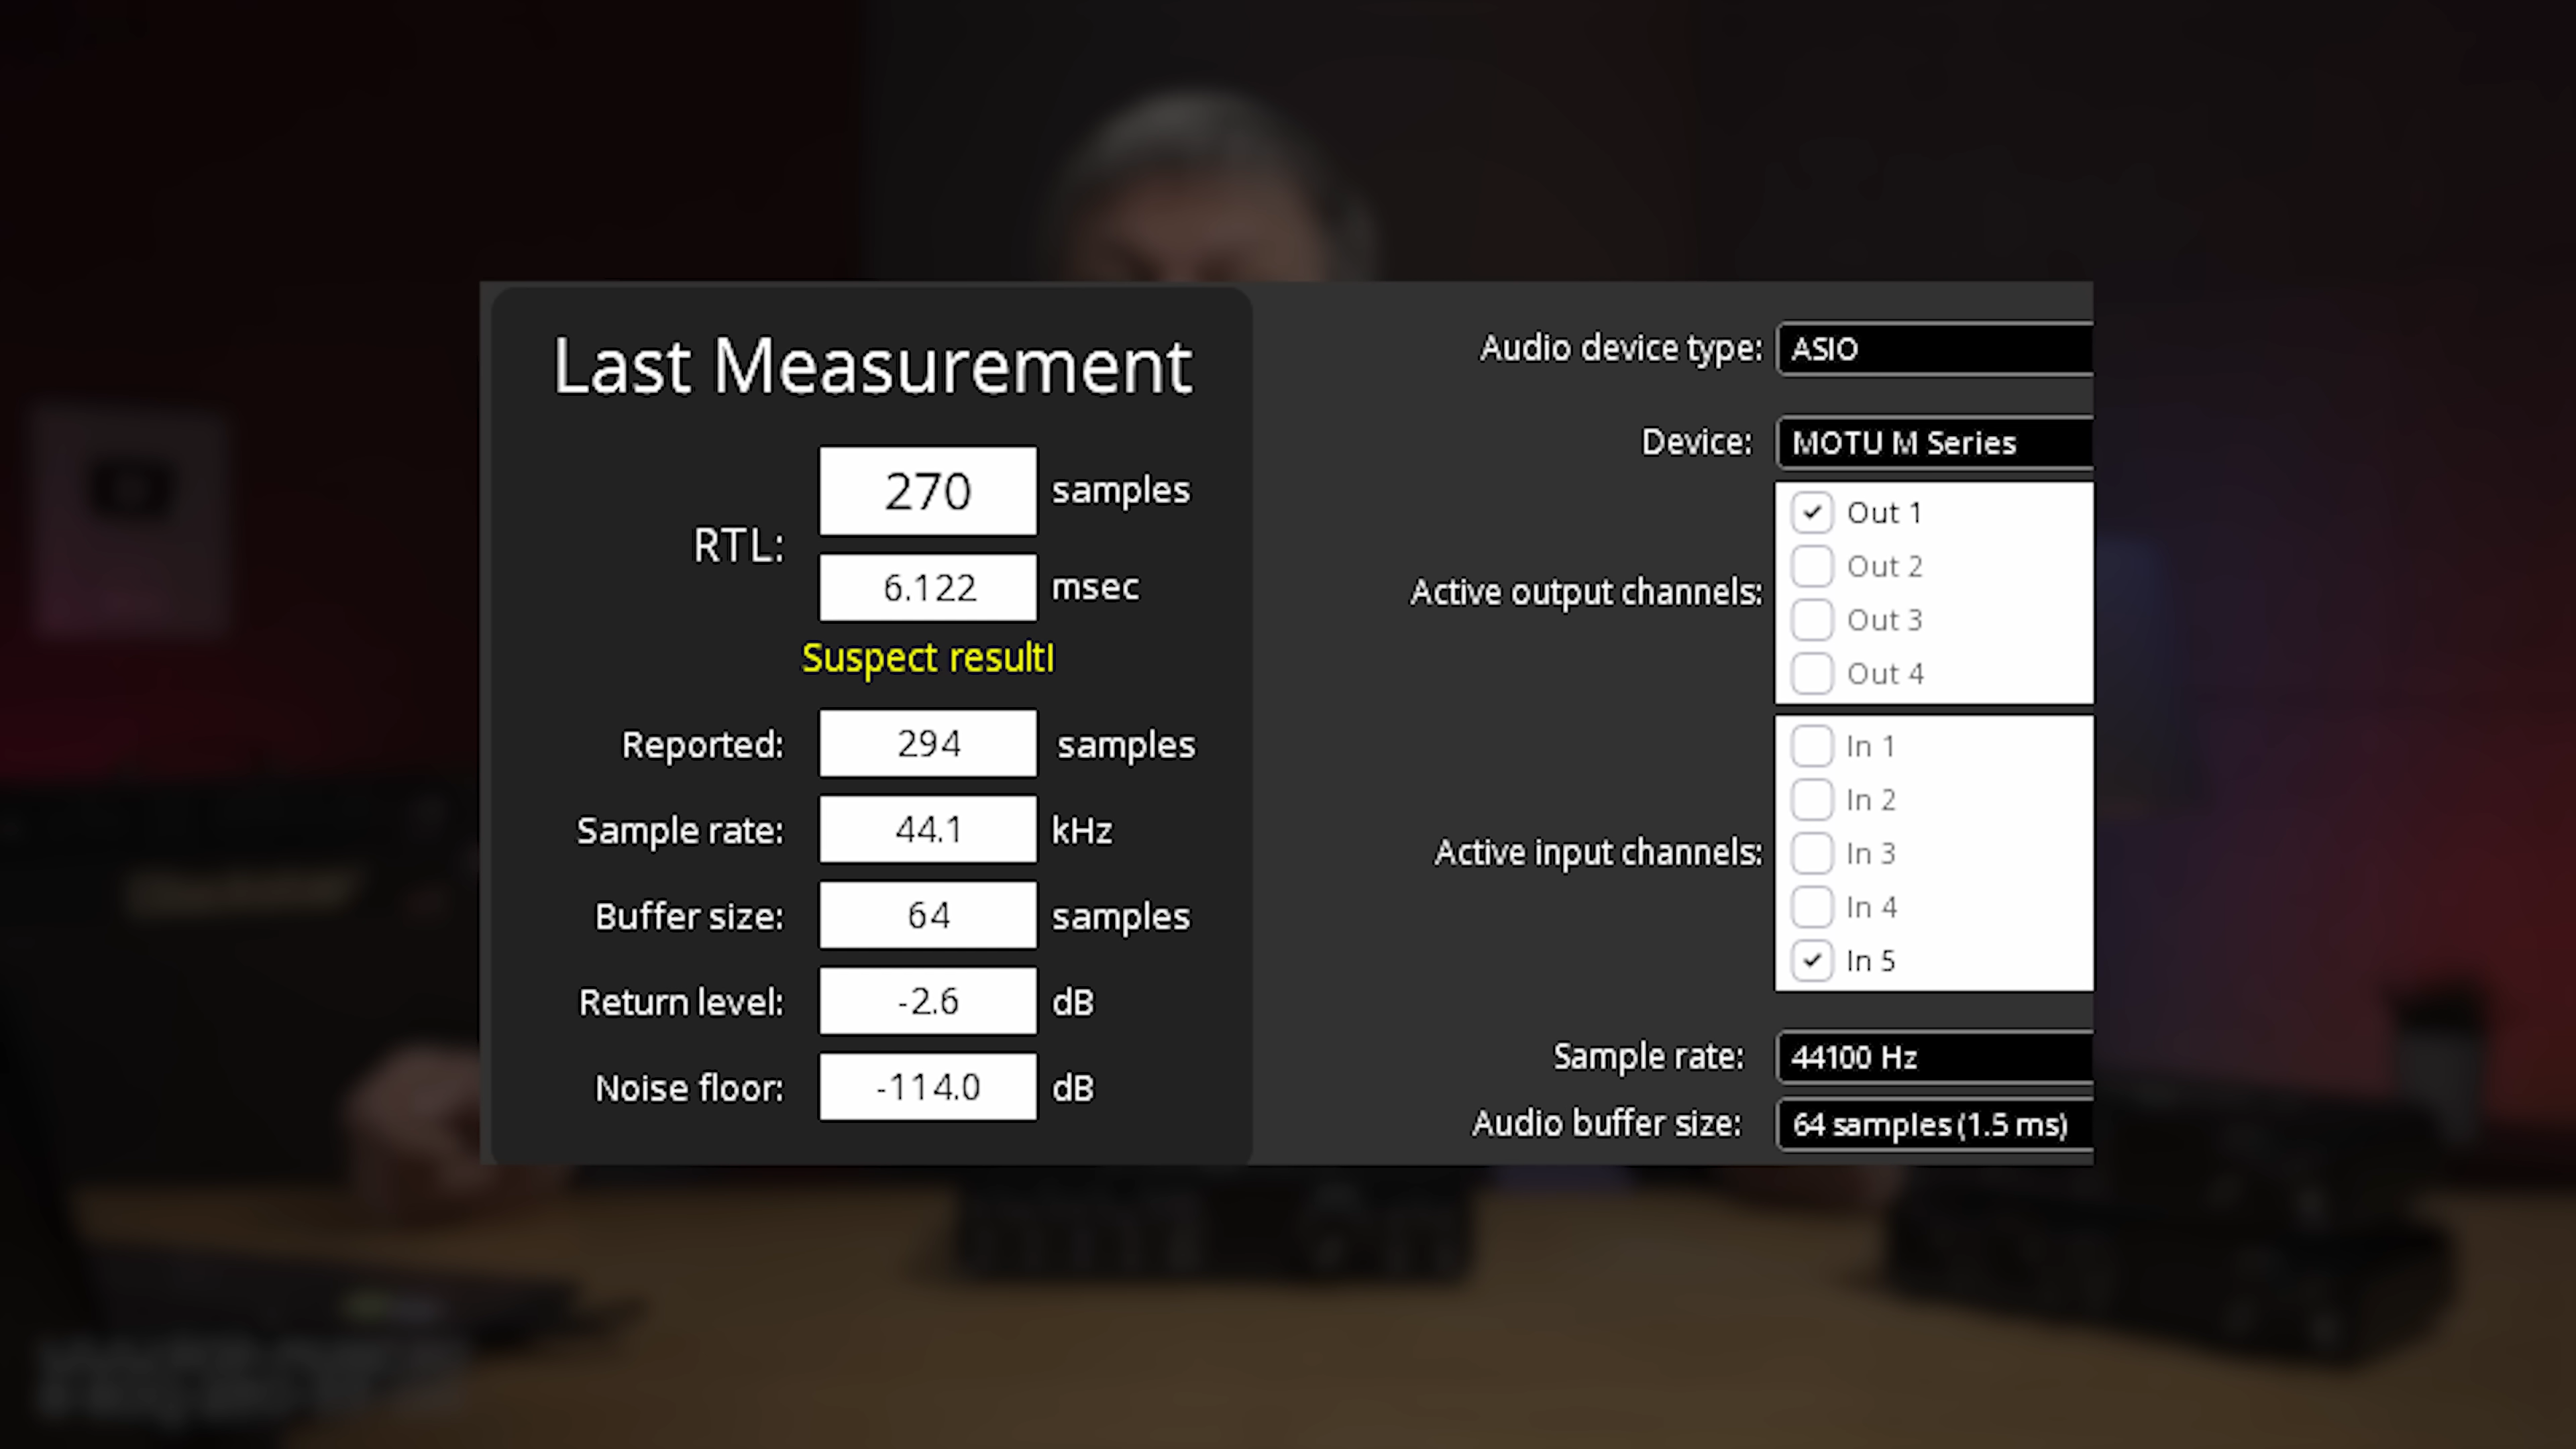 Last Measurement
RTL: 270 samples
6.122 msec
Suspect result!
Reported: 294 samples
Sample rate: 44.1 kHz
Buffer size: 64 samples
Return level: -2.6 dB
Noise floor: -114.0 dB
Audio device type: ASIO
Device: MOTU M Series
Active output channels:
Out 1
Out 2
Out 3
Out 4
Active input channels:
In 1
In 2
In 3
In 4
In 5
Sample rate: 44100 Hz
Audio buffer size: 64 samples (1.5 ms)